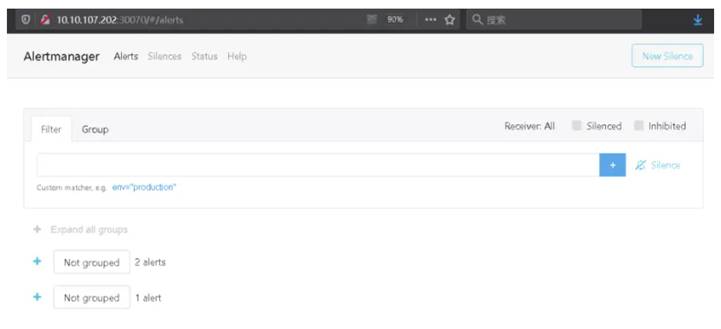 10.10.107.202:30070/#/alerts 90% ··· 搜索
Alertmanager Alerts Silences Status Help New Silence
Filter Group Receiver: All Silenced Inhibited
+ Silence
Custom matcher, e.g. env="production"
+ Expand all groups
+ Not grouped 2 alerts
+ Not grouped 1 alert